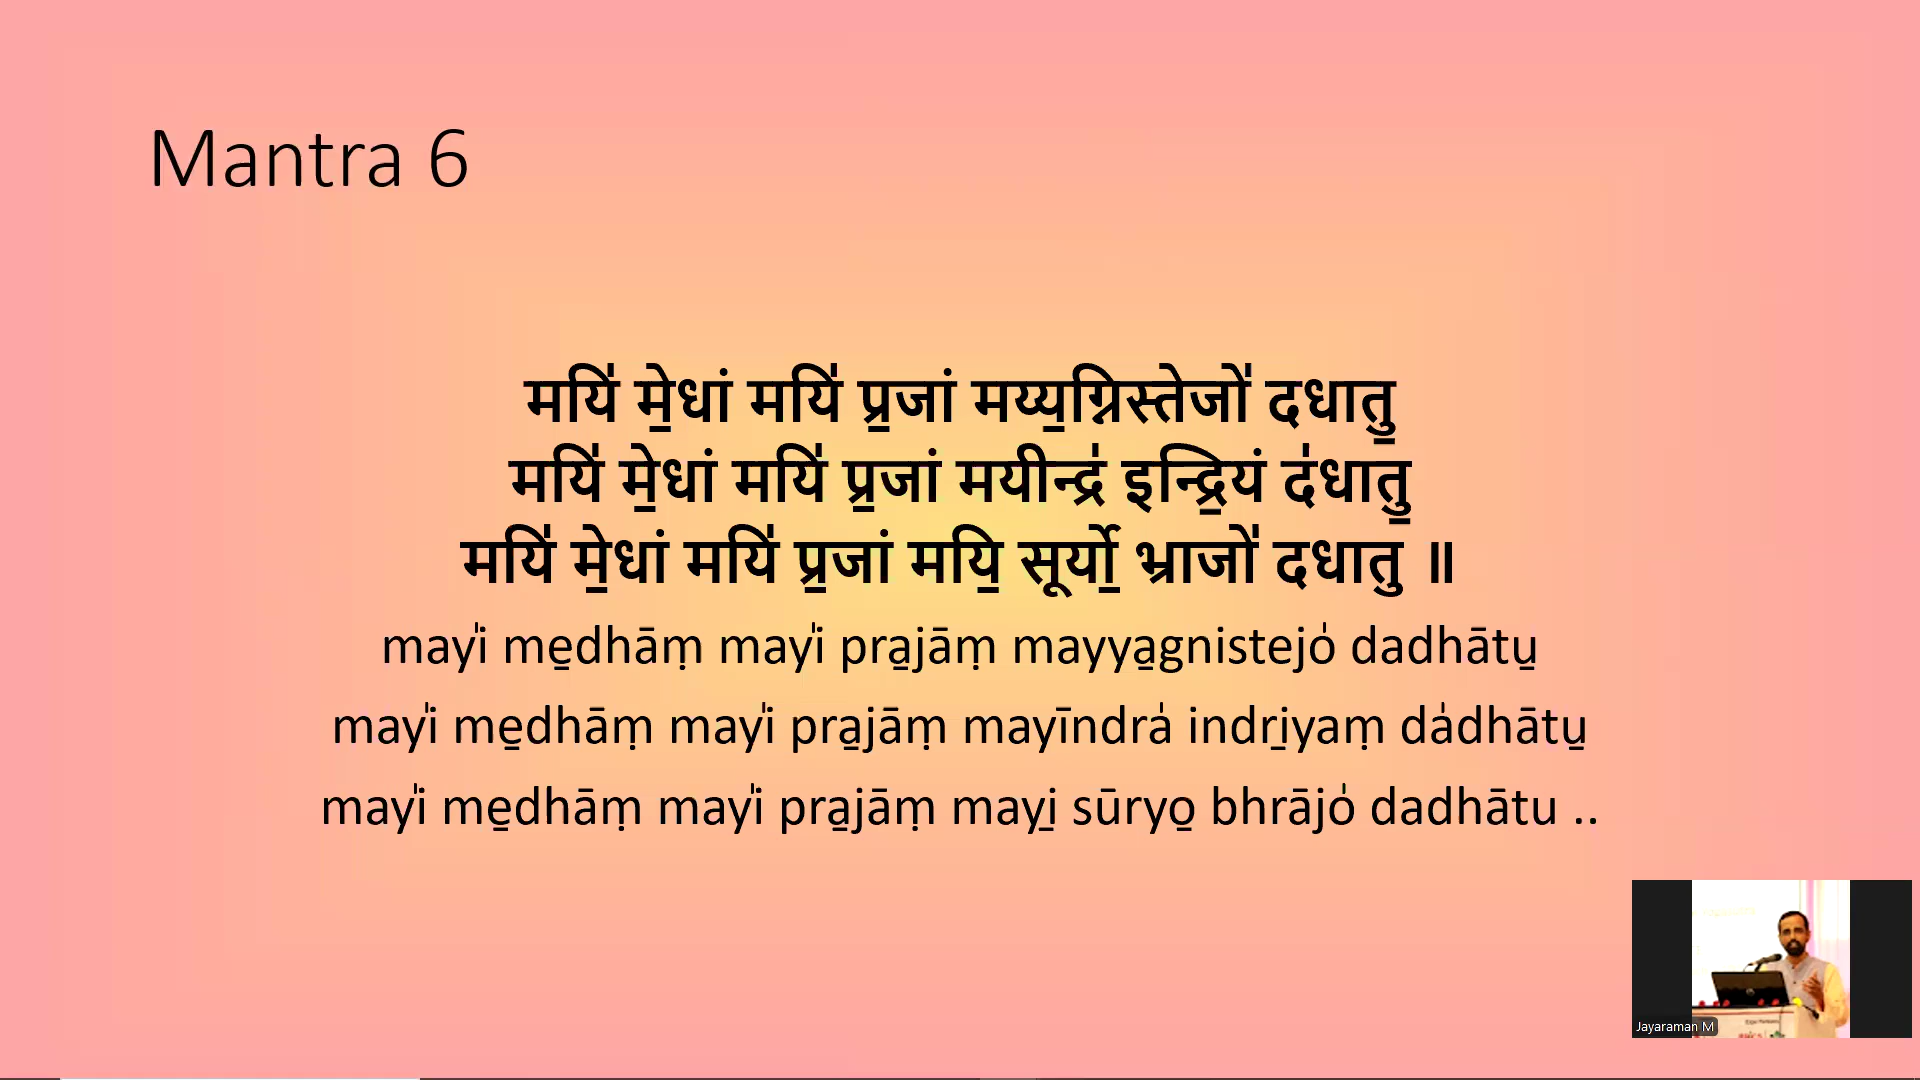 Mantra 6
मयि॑ मे॒धां मयि॑ प्र॒जां मय्य॒ग्निस्तेजो॑ दधातु॒
मयि॑ मे॒धां मयि॑ प्र॒जां मयीन्द्र॑ इन्द्रि॒यं द॑धातु॒
मयि॑ मे॒धां मयि॑ प्र॒जां मयि॒ सूर्यो॒ भ्राजो॑ दधातु ॥
mayi̍ me̱dhāṃ mayi̍ pra̱jāṃ mayya̱gnistejo̍ dadhātu̱
mayi̍ me̱dhāṃ mayi̍ pra̱jāṃ mayīndra̍ indri̱yaṃ da̍dhātu̱
mayi̍ me̱dhāṃ mayi̍ pra̱jāṃ mayi̱ sūryo̱ bhrājo̍ dadhātu ..
Jayaraman M